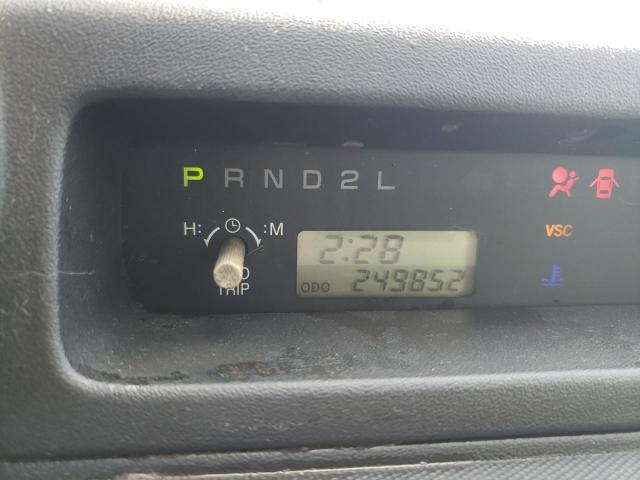 P R N D 2 L
H: :M
VSC
2:28
ODO 249852
TRIP